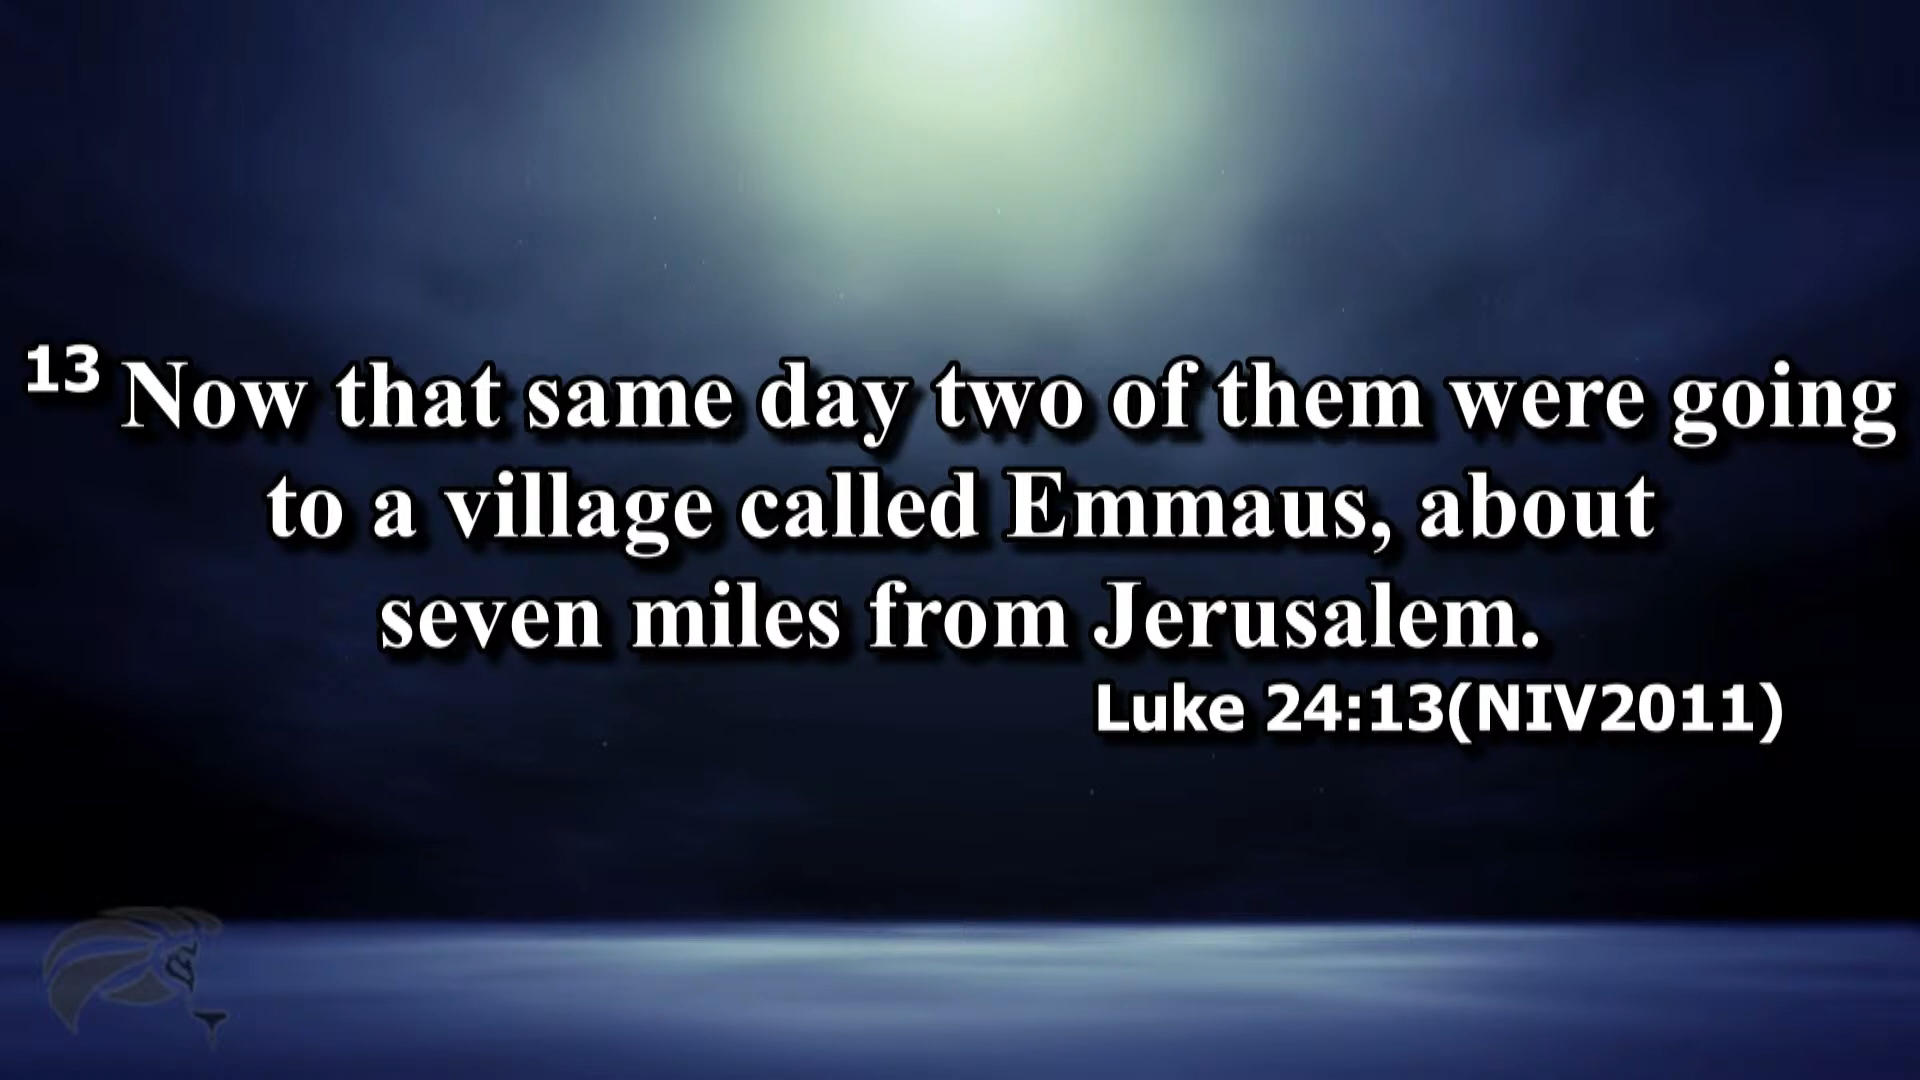 13 Now that same day two of them were going
to a village called Emmaus, about
seven miles from Jerusalem.
Luke 24:13(NIV2011)